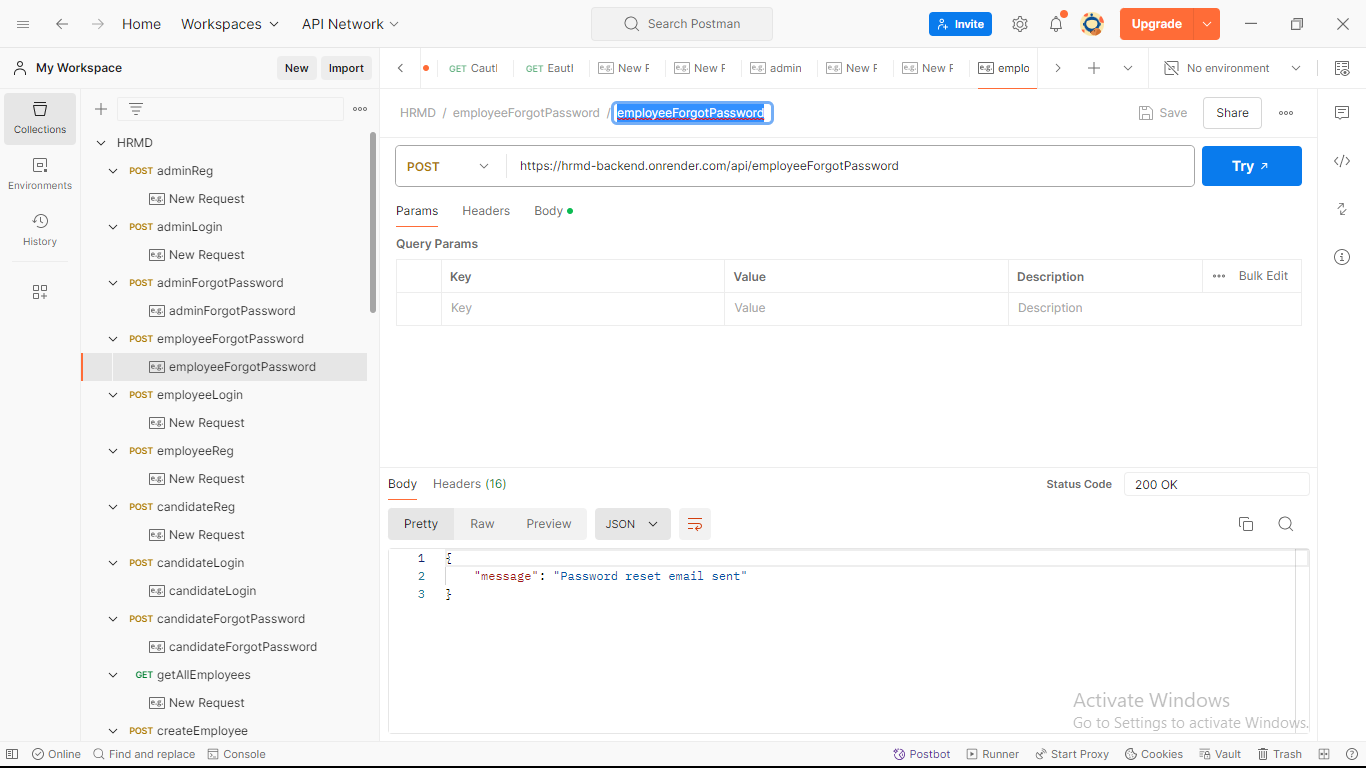 Home Workspaces API Network Search Postman Invite Upgrade
My Workspace New Import GET Cautl GET Eautl e.g. New F e.g. New F e.g. admin e.g. New F e.g. New F e.g. emplo No environment
Collections
Environments
History
HRMD
POST adminReg
e.g. New Request
POST adminLogin
e.g. New Request
POST adminForgotPassword
e.g. adminForgotPassword
POST employeeForgotPassword
e.g. employeeForgotPassword
POST employeeLogin
e.g. New Request
POST employeeReg
e.g. New Request
POST candidateReg
e.g. New Request
POST candidateLogin
e.g. candidateLogin
POST candidateForgotPassword
e.g. candidateForgotPassword
GET getAllEmployees
e.g. New Request
POST createEmployee
HRMD / employeeForgotPassword / employeeForgotPassword Save Share
POST https://hrmd-backend.onrender.com/api/employeeForgotPassword Try
Params Headers Body
Query Params
Key Value Description Bulk Edit
Key Value Description
Body Headers (16) Status Code 200 OK
Pretty Raw Preview JSON
1 {
2 "message": "Password reset email sent"
3 }
Activate Windows
Go to Settings to activate Windows.
Online Find and replace Console Postbot Runner Start Proxy Cookies Vault Trash